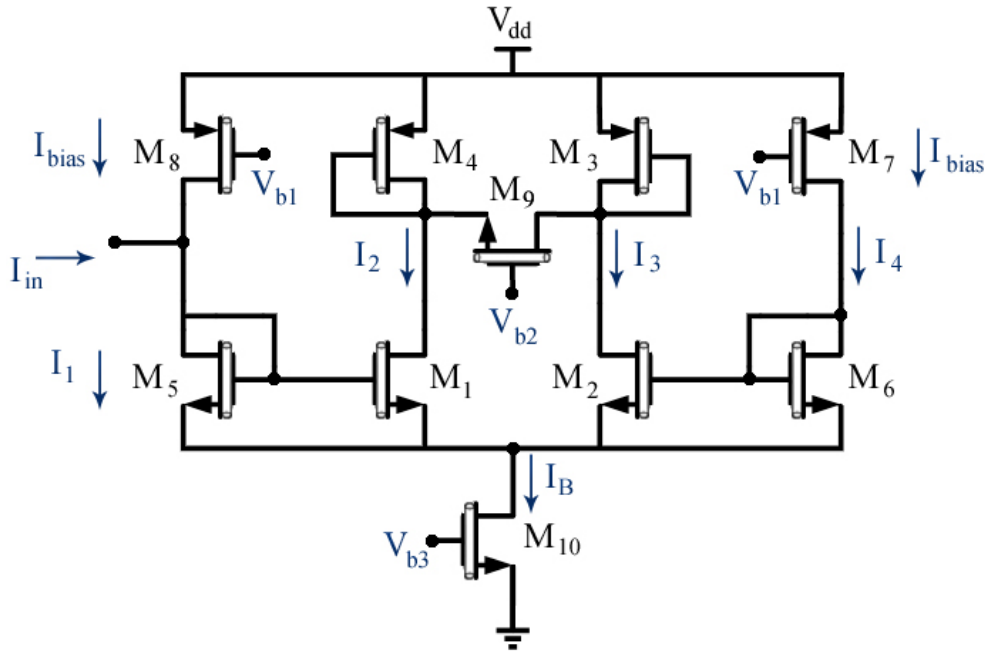 V_dd
I_bias
M_8
V_b1
M_4
M_3
V_b1
M_7
I_bias
M_9
I_in
I_2
V_b2
I_3
I_4
I_1
M_5
M_1
M_2
M_6
I_B
V_b3
M_10